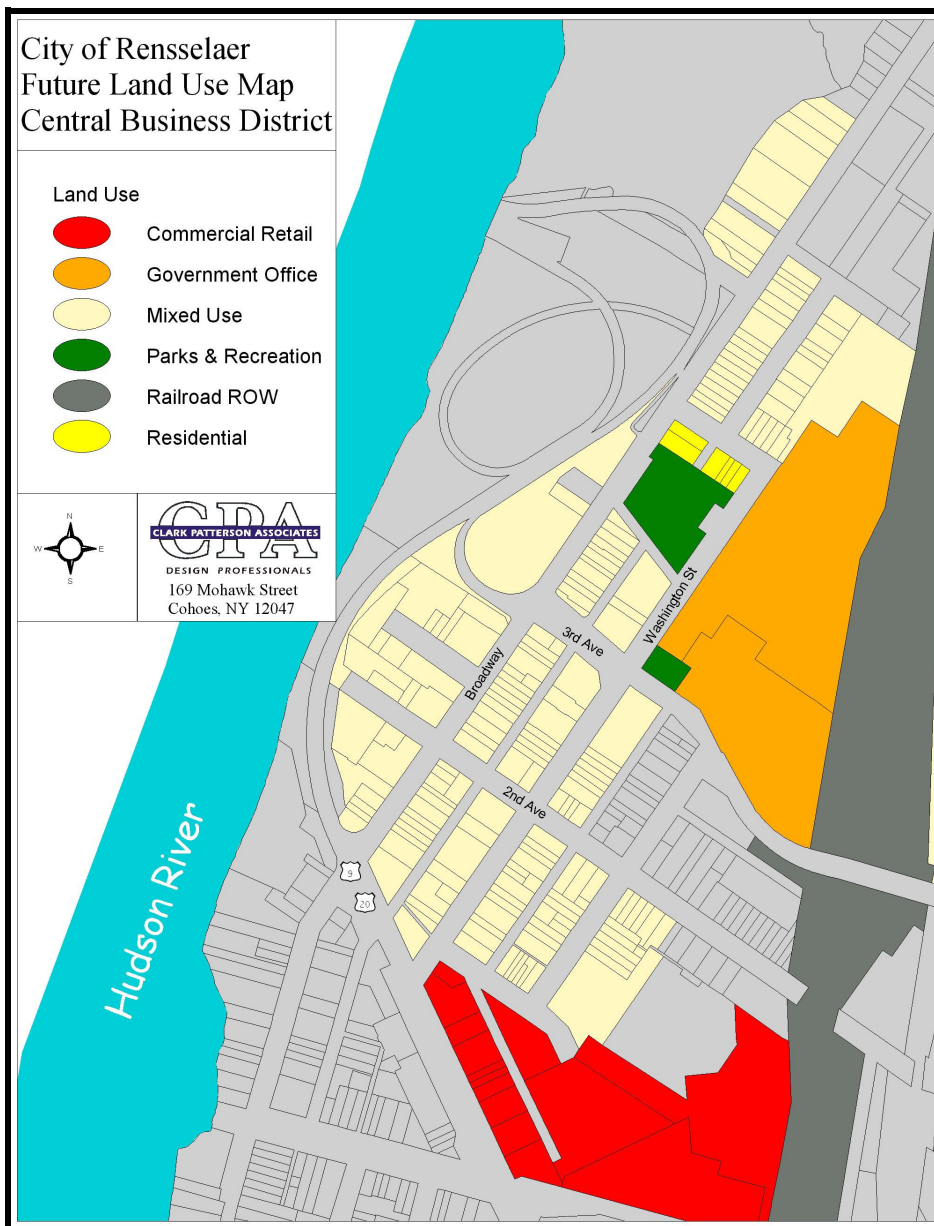 City of Rensselaer
Future Land Use Map
Central Business District
Land Use
Commercial Retail
Government Office
Mixed Use
Parks & Recreation
Railroad ROW
Residential
N
W
E
S
CPA
CLARK PATTERSON ASSOCIATES
DESIGN PROFESSIONALS
169 Mohawk Street
Cohoes, NY 12047
Washington St
3rd Ave
Broadway
2nd Ave
9
20
Hudson River